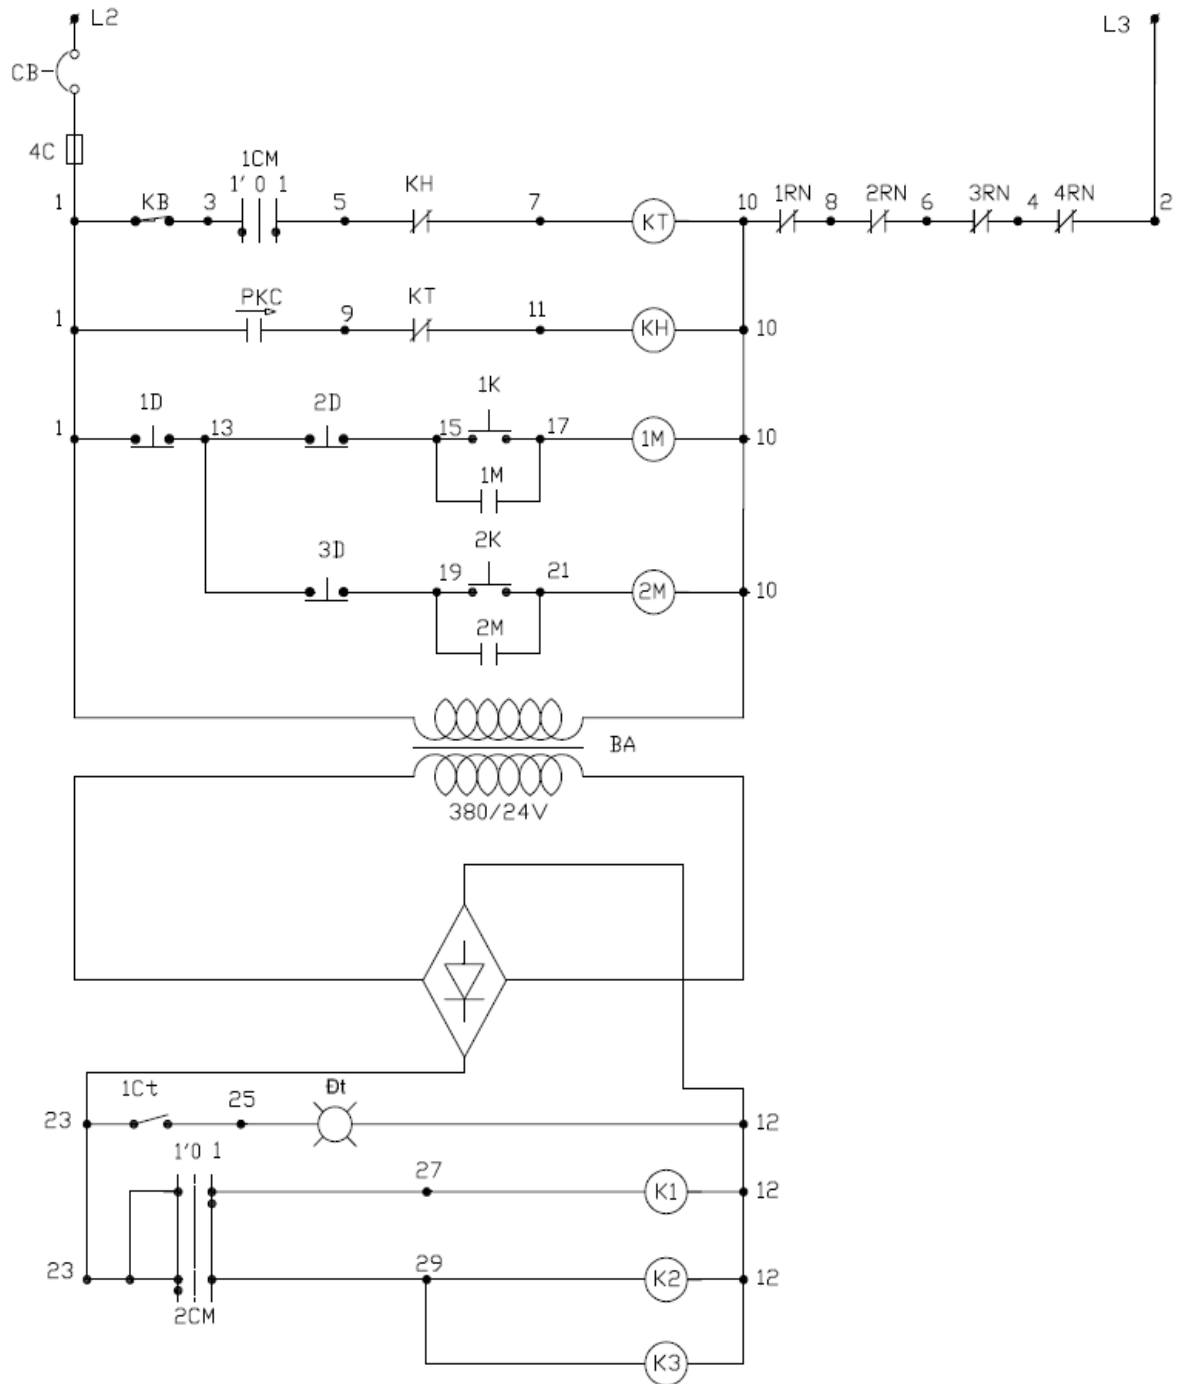 L2
L3
CB
4C
1CM
1' 0 1
1 KB 3 5 KH 7 KT 10 1RN 8 2RN 6 3RN 4 4RN 2
PKC
1 9 KT 11 KH 10
1K
1 1D 13 2D 15 17 1M 10
1M
3D 2K
19 21 2M 10
2M
BA
380/24V
1Ct Đt
23 25 12
1'0 1
27 K1 12
23 29 K2 12
2CM
K3